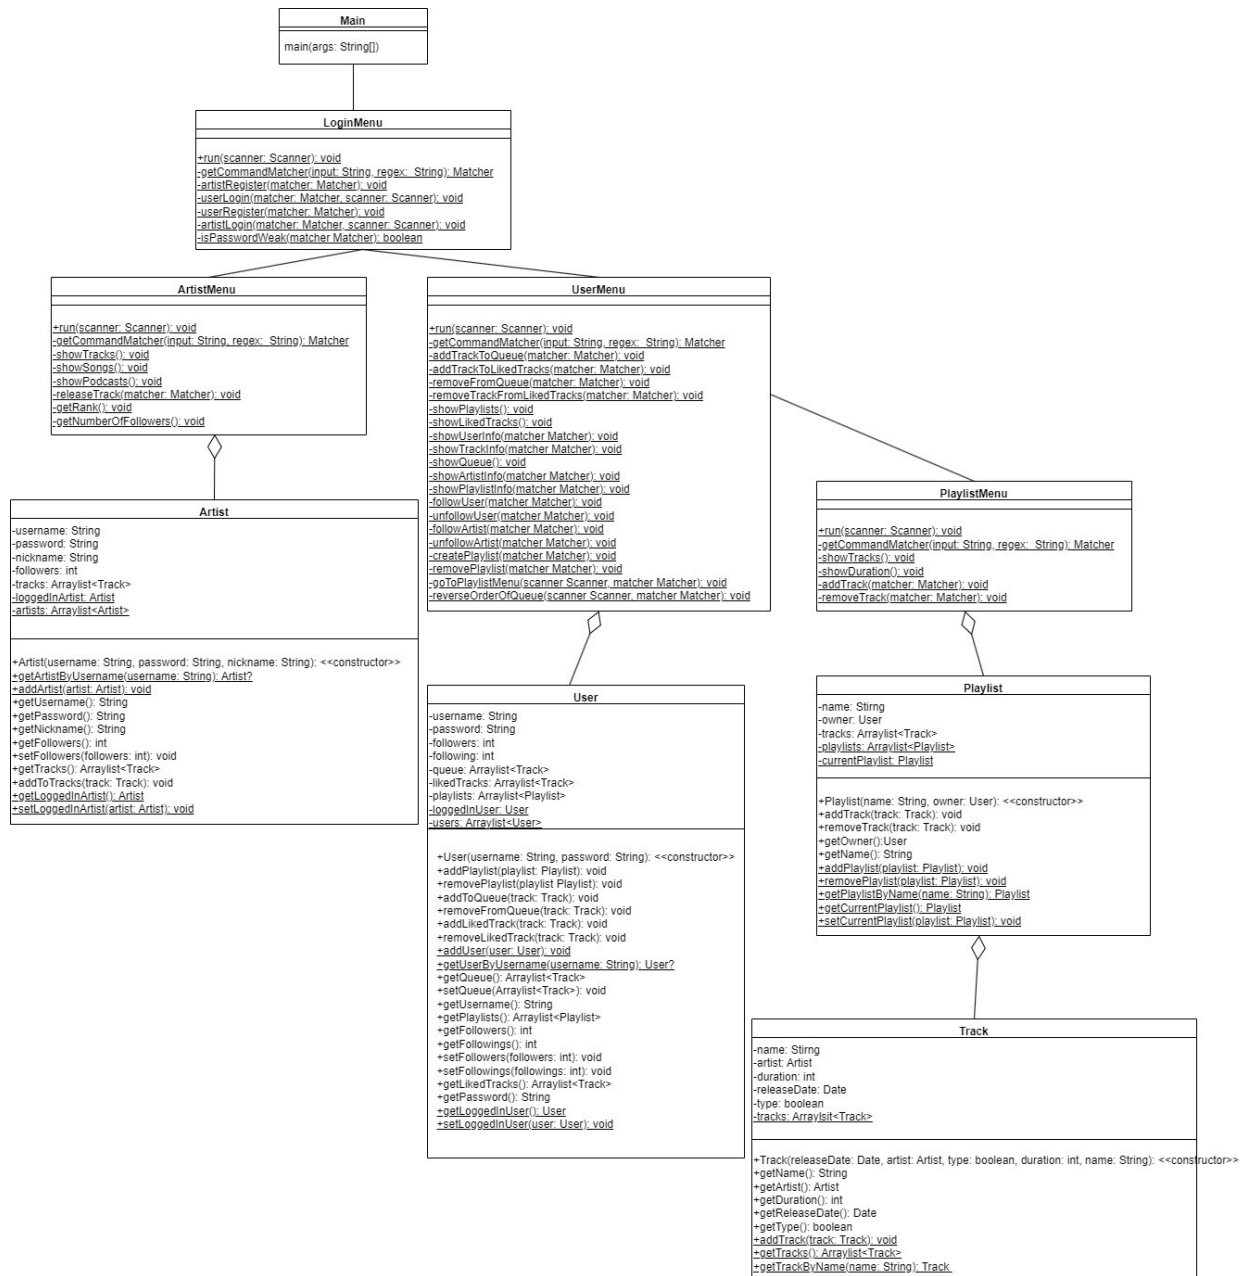 Main
main(args: String[])
LoginMenu
+run(scanner: Scanner): void
-getCommandMatcher(input: String, regex: String): Matcher
-artistRegister(matcher: Matcher): void
-userLogin(matcher: Matcher, scanner: Scanner): void
-userRegister(matcher: Matcher): void
-artistLogin(matcher: Matcher, scanner: Scanner): void
-isPasswordWeak(matcher Matcher): boolean
ArtistMenu
+run(scanner: Scanner): void
-getCommandMatcher(input: String, regex: String): Matcher
-showTracks(): void
-showSongs(): void
-showPodcasts(): void
-releaseTrack(matcher: Matcher): void
-getRank(): void
-getNumberOfFollowers(): void
UserMenu
+run(scanner: Scanner): void
-getCommandMatcher(input: String, regex: String): Matcher
-addTrackToQueue(matcher: Matcher): void
-addTrackToLikedTracks(matcher: Matcher): void
-removeFromQueue(matcher: Matcher): void
-removeTrackFromLikedTracks(matcher: Matcher): void
-showPlaylists(): void
-showLikedTracks(): void
-showUserInfo(matcher Matcher): void
-showTrackInfo(matcher Matcher): void
-showQueue(): void
-showArtistInfo(matcher Matcher): void
-showPlaylistInfo(matcher Matcher): void
-followUser(matcher Matcher): void
-unfollowUser(matcher Matcher): void
-followArtist(matcher Matcher): void
-unfollowArtist(matcher Matcher): void
-createPlaylist(matcher Matcher): void
-removePlaylist(matcher Matcher): void
-goToPlaylistMenu(scanner Scanner, matcher Matcher): void
-reverseOrderOfQueue(scanner Scanner, matcher Matcher): void
PlaylistMenu
+run(scanner: Scanner): void
-getCommandMatcher(input: String, regex: String): Matcher
-showTracks(): void
-showDuration(): void
-addTrack(matcher: Matcher): void
-removeTrack(matcher: Matcher): void
Artist
-username: String
-password: String
-nickname: String
-followers: int
-tracks: Arraylist<Track>
-loggedInArtist: Artist
-artists: Arraylist<Artist>
+Artist(username: String, password: String, nickname: String): <<constructor>>
+getArtistByUsername(username: String): Artist?
+addArtist(artist: Artist): void
+getUsername(): String
+getPassword(): String
+getNickname(): String
+getFollowers(): int
+setFollowers(followers: int): void
+getTracks(): Arraylist<Track>
+addToTracks(track: Track): void
+getLoggedInArtist(): Artist
+setLoggedInArtist(artist: Artist): void
User
-username: String
-password: String
-followers: int
-following: int
-queue: Arraylist<Track>
-likedTracks: Arraylist<Track>
-playlists: Arraylist<Playlist>
-loggedInUser: User
-users: Arraylist<User>
+User(username: String, password: String): <<constructor>>
+addPlaylist(playlist: Playlist): void
+removePlaylist(playlist Playlist): void
+addToQueue(track: Track): void
+removeFromQueue(track: Track): void
+addLikedTrack(track: Track): void
+removeLikedTrack(track: Track): void
+addUser(user: User): void
+getUserByUsername(username: String): User?
+getQueue(): Arraylist<Track>
+setQueue(Arraylist<Track>): void
+getUsername(): String
+getPlaylists(): Arraylist<Playlist>
+getFollowers(): int
+getFollowings(): int
+setFollowers(followers: int): void
+setFollowings(followings: int): void
+getLikedTracks(): Arraylist<Track>
+getPassword(): String
+getLoggedInUser(): User
+setLoggedInUser(user: User): void
Playlist
-name: Stirng
-owner: User
-tracks: Arraylist<Track>
-playlists: Arraylist<Playlist>
-currentPlaylist: Playlist
+Playlist(name: String, owner: User): <<constructor>>
+addTrack(track: Track): void
+removeTrack(track: Track): void
+getOwner():User
+getName(): String
+addPlaylist(playlist: Playlist): void
+removePlaylist(playlist: Playlist): void
+getPlaylistByName(name: String): Playlist
+getCurrentPlaylist(): Playlist
+setCurrentPlaylist(playlist: Playlist): void
Track
-name: Stirng
-artist: Artist
-duration: int
-releaseDate: Date
-type: boolean
-tracks: Arraylsit<Track>
+Track(releaseDate: Date, artist: Artist, type: boolean, duration: int, name: String): <<constructor>>
+getName(): String
+getArtist(): Artist
+getDuration(): int
+getReleaseDate(): Date
+getType(): boolean
+addTrack(track: Track): void
+getTracks(): Arraylist<Track>
+getTrackByName(name: String): Track